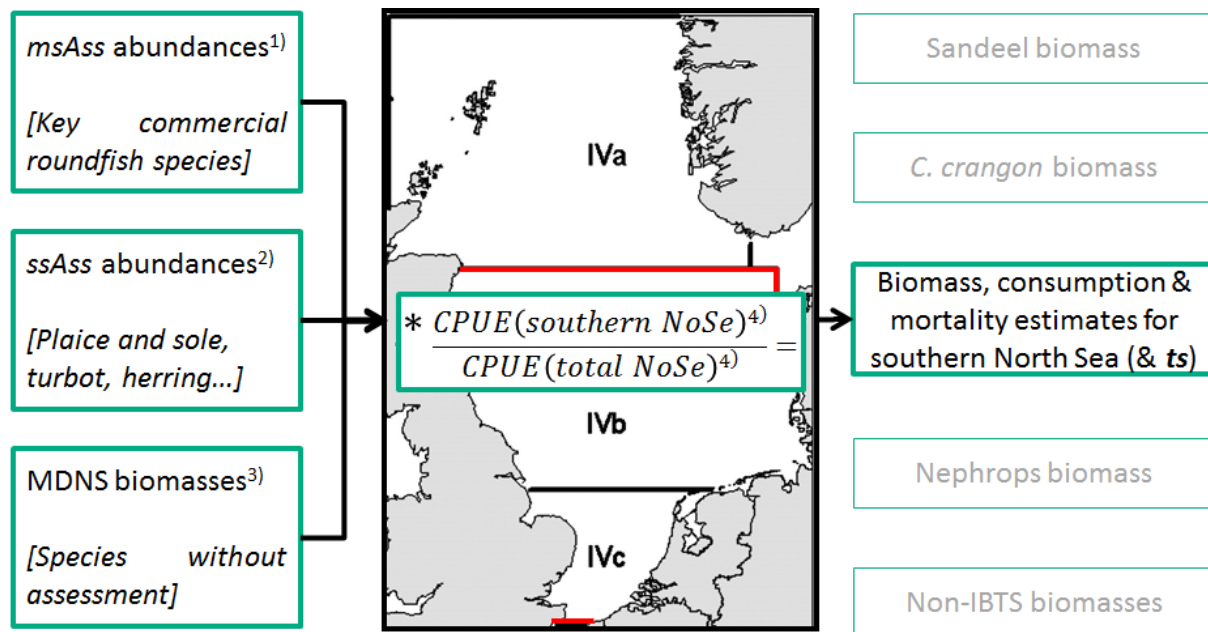 msAss abundances1)
[Key commercial
roundfish species]
ssAss abundances2)
[Plaice and sole,
turbot, herring...]
MDNS biomasses3)
[Species without
assessment]
IVa
* CPUE(southern NoSe)4)
CPUE(total NoSe)4) =
IVb
IVc
Sandeel biomass
C. crangon biomass
Biomass, consumption &
mortality estimates for
southern North Sea (& ts)
Nephrops biomass
Non-IBTS biomasses